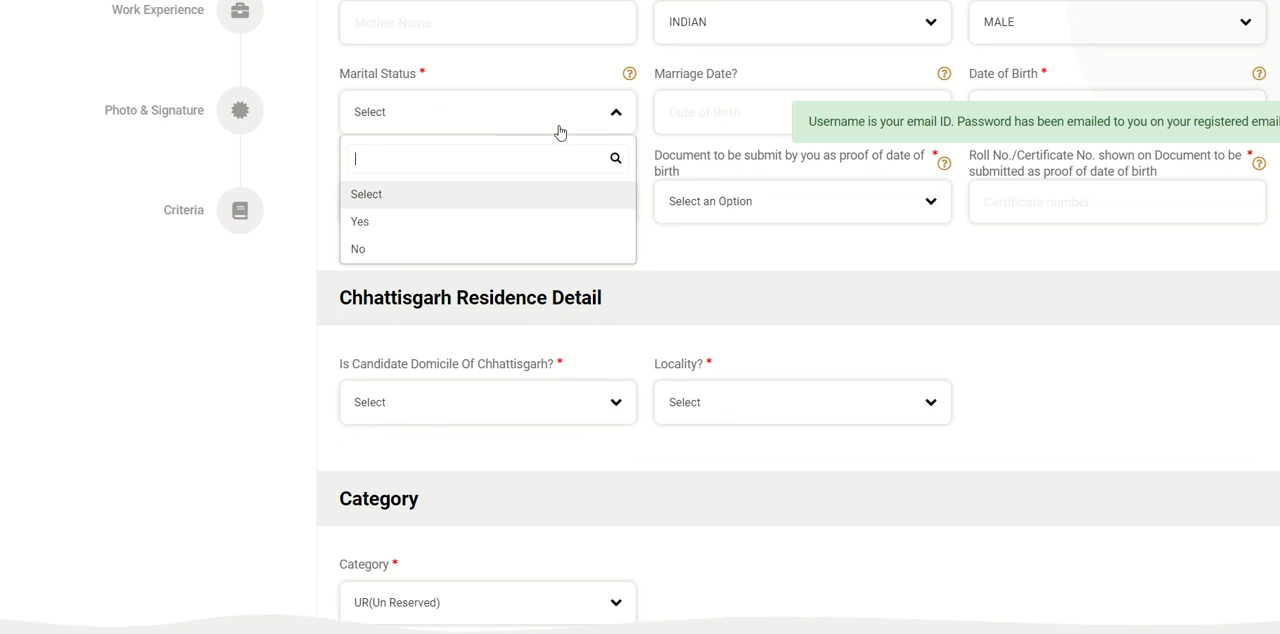 Work Experience
Mother Name
INDIAN
MALE
Marital Status *
Marriage Date?
Date of Birth *
Select
Date of Birth
Username is your email ID. Password has been emailed to you on your registered email
Document to be submit by you as proof of date of birth *
Roll No./Certificate No. shown on Document to be submitted as proof of date of birth *
Select an Option
Certificate number
Select
Yes
No
Photo & Signature
Criteria
Chhattisgarh Residence Detail
Is Candidate Domicile Of Chhattisgarh? *
Locality? *
Select
Select
Category
Category *
UR(Un Reserved)